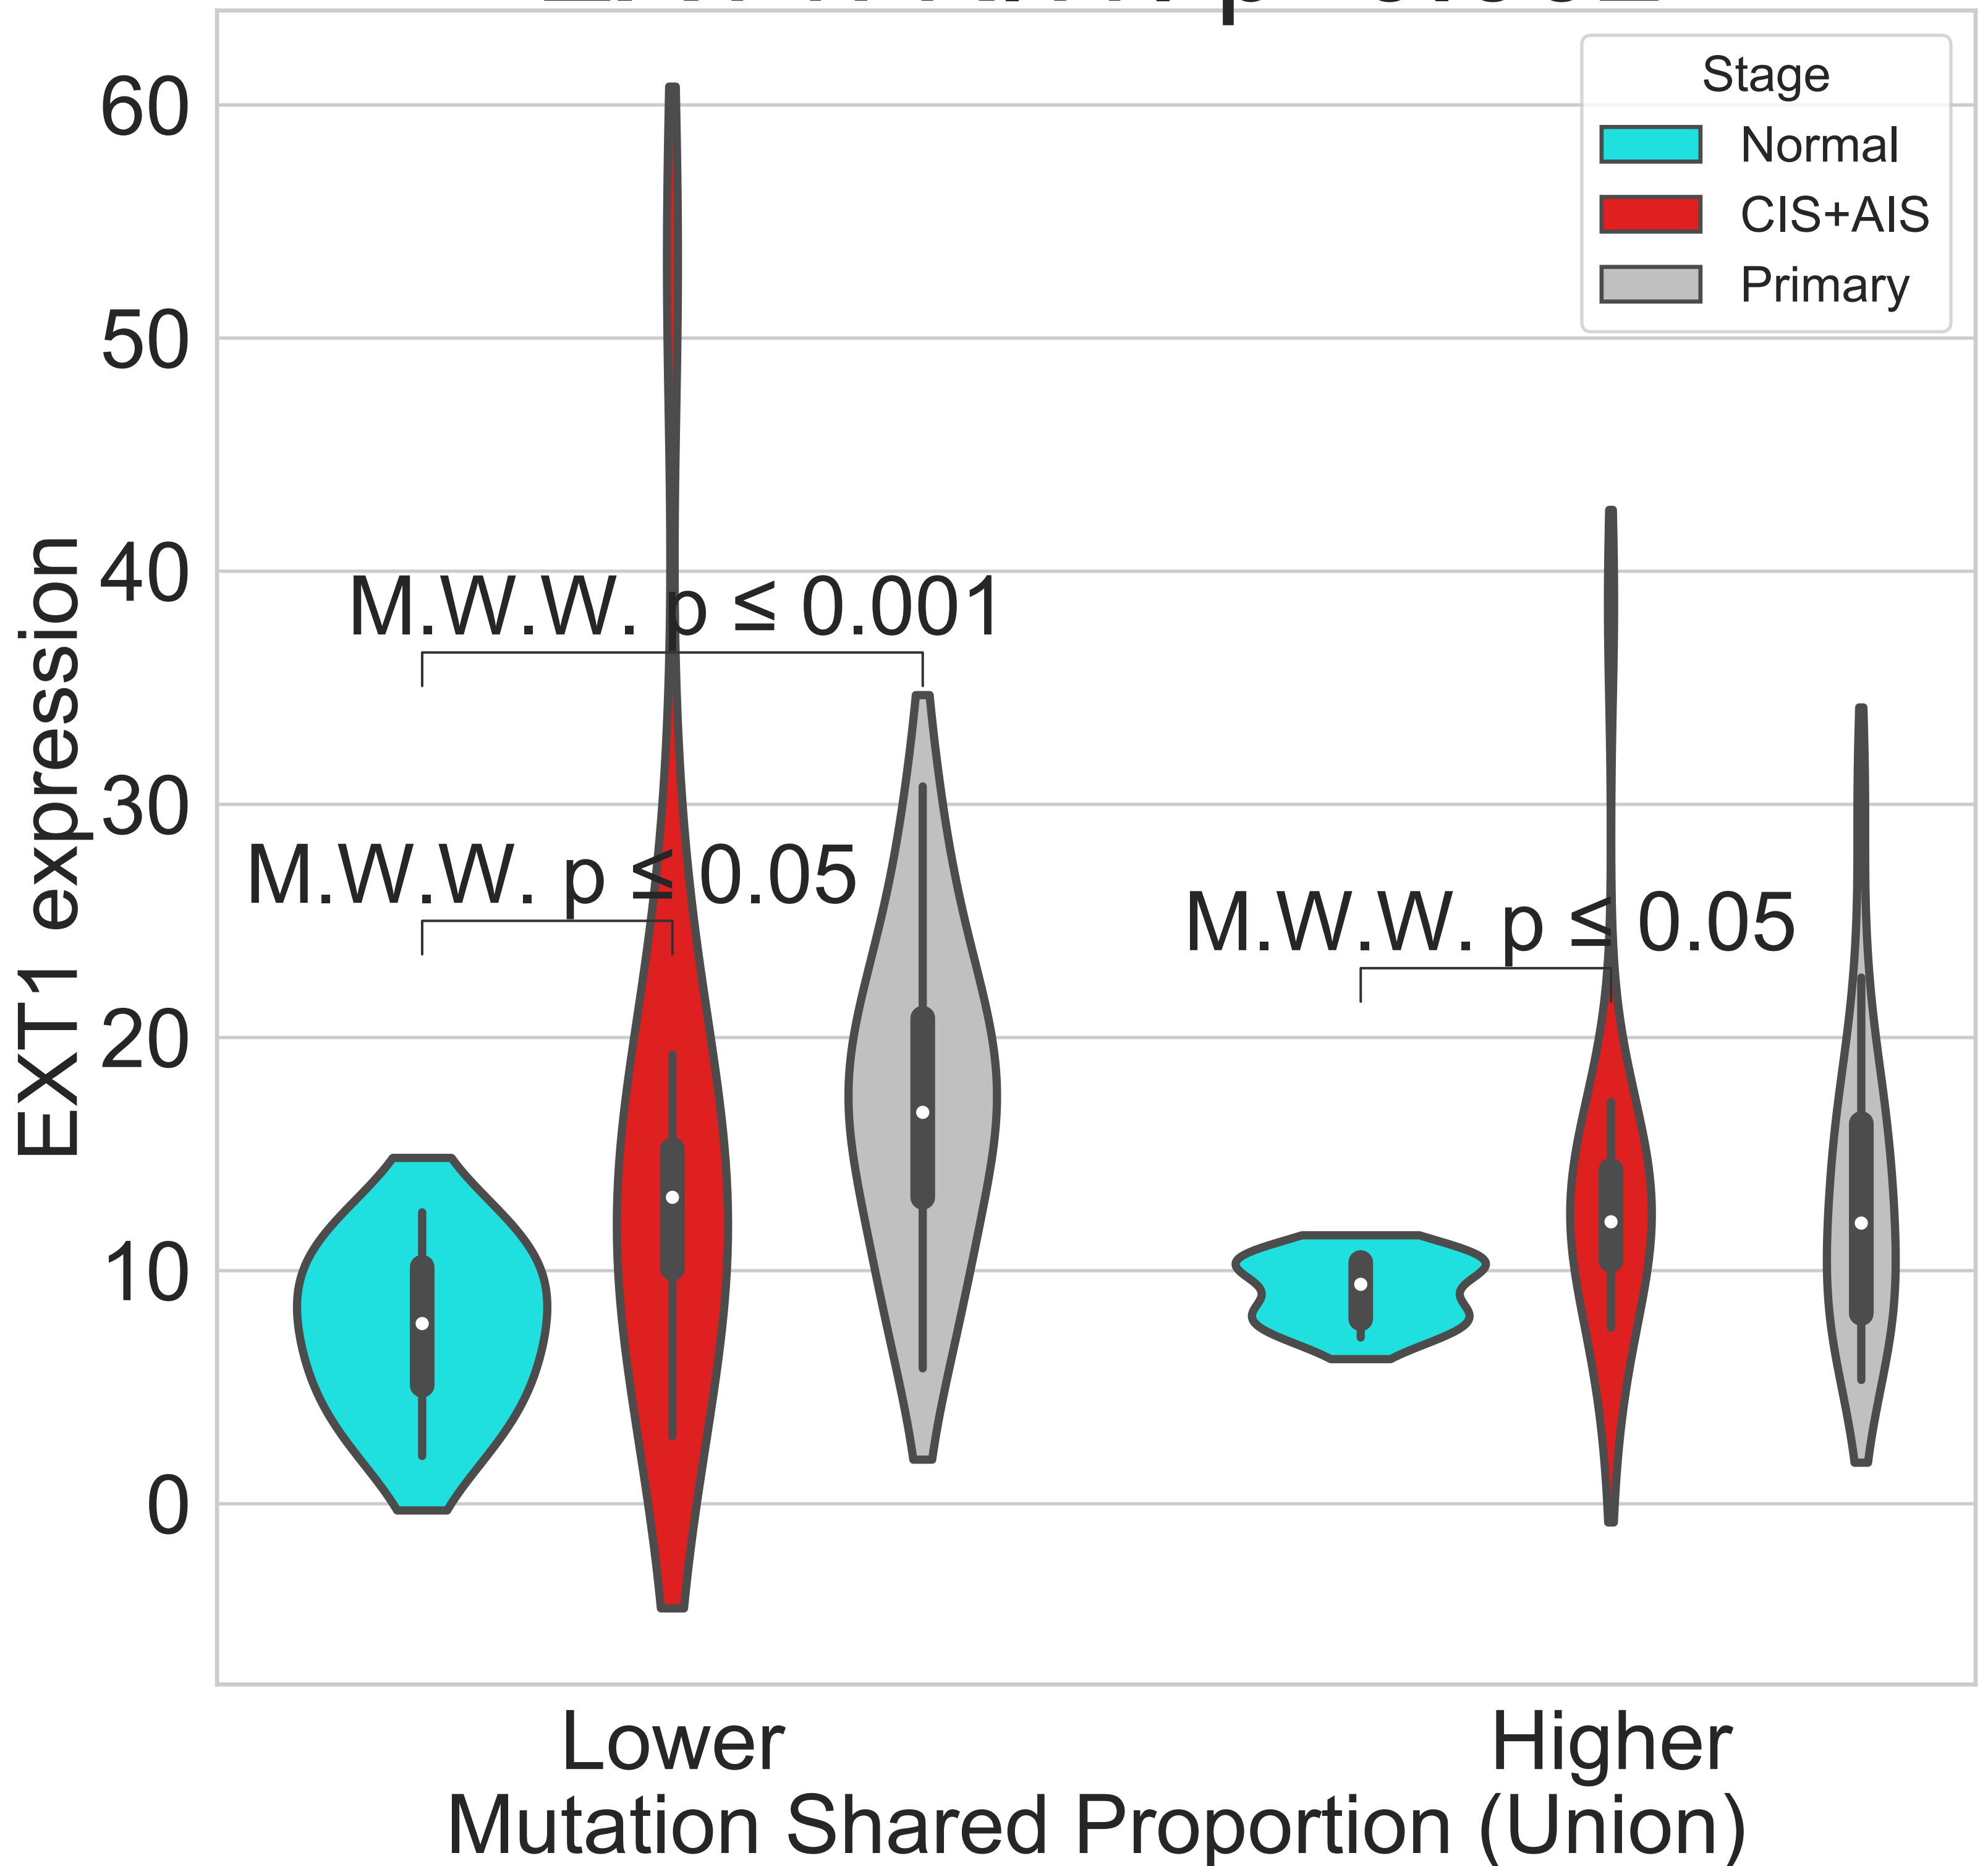 Stage
Normal
CIS+AIS
Primary
60
50
40
30
20
10
0
EXT1 expression
M.W.W. p ≤ 0.001
M.W.W. p ≤ 0.05
M.W.W. p ≤ 0.05
Lower
Higher
Mutation Shared Proportion (Union)